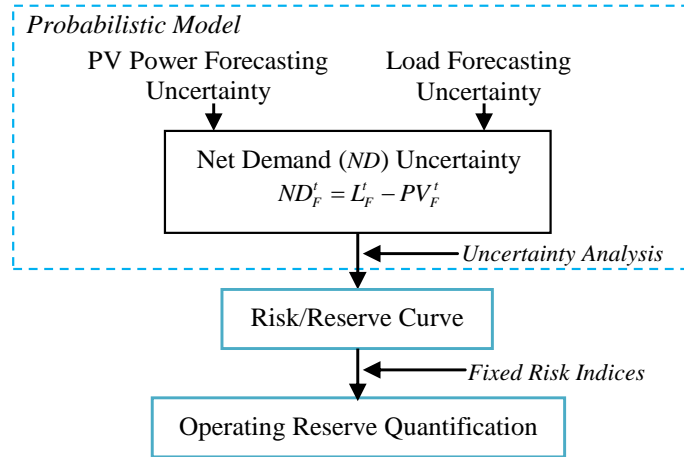 Probabilistic Model
PV Power Forecasting
Uncertainty
Load Forecasting
Uncertainty
Net Demand (ND) Uncertainty
ND_F^t = L_F^t − PV_F^t
Uncertainty Analysis
Risk/Reserve Curve
Fixed Risk Indices
Operating Reserve Quantification